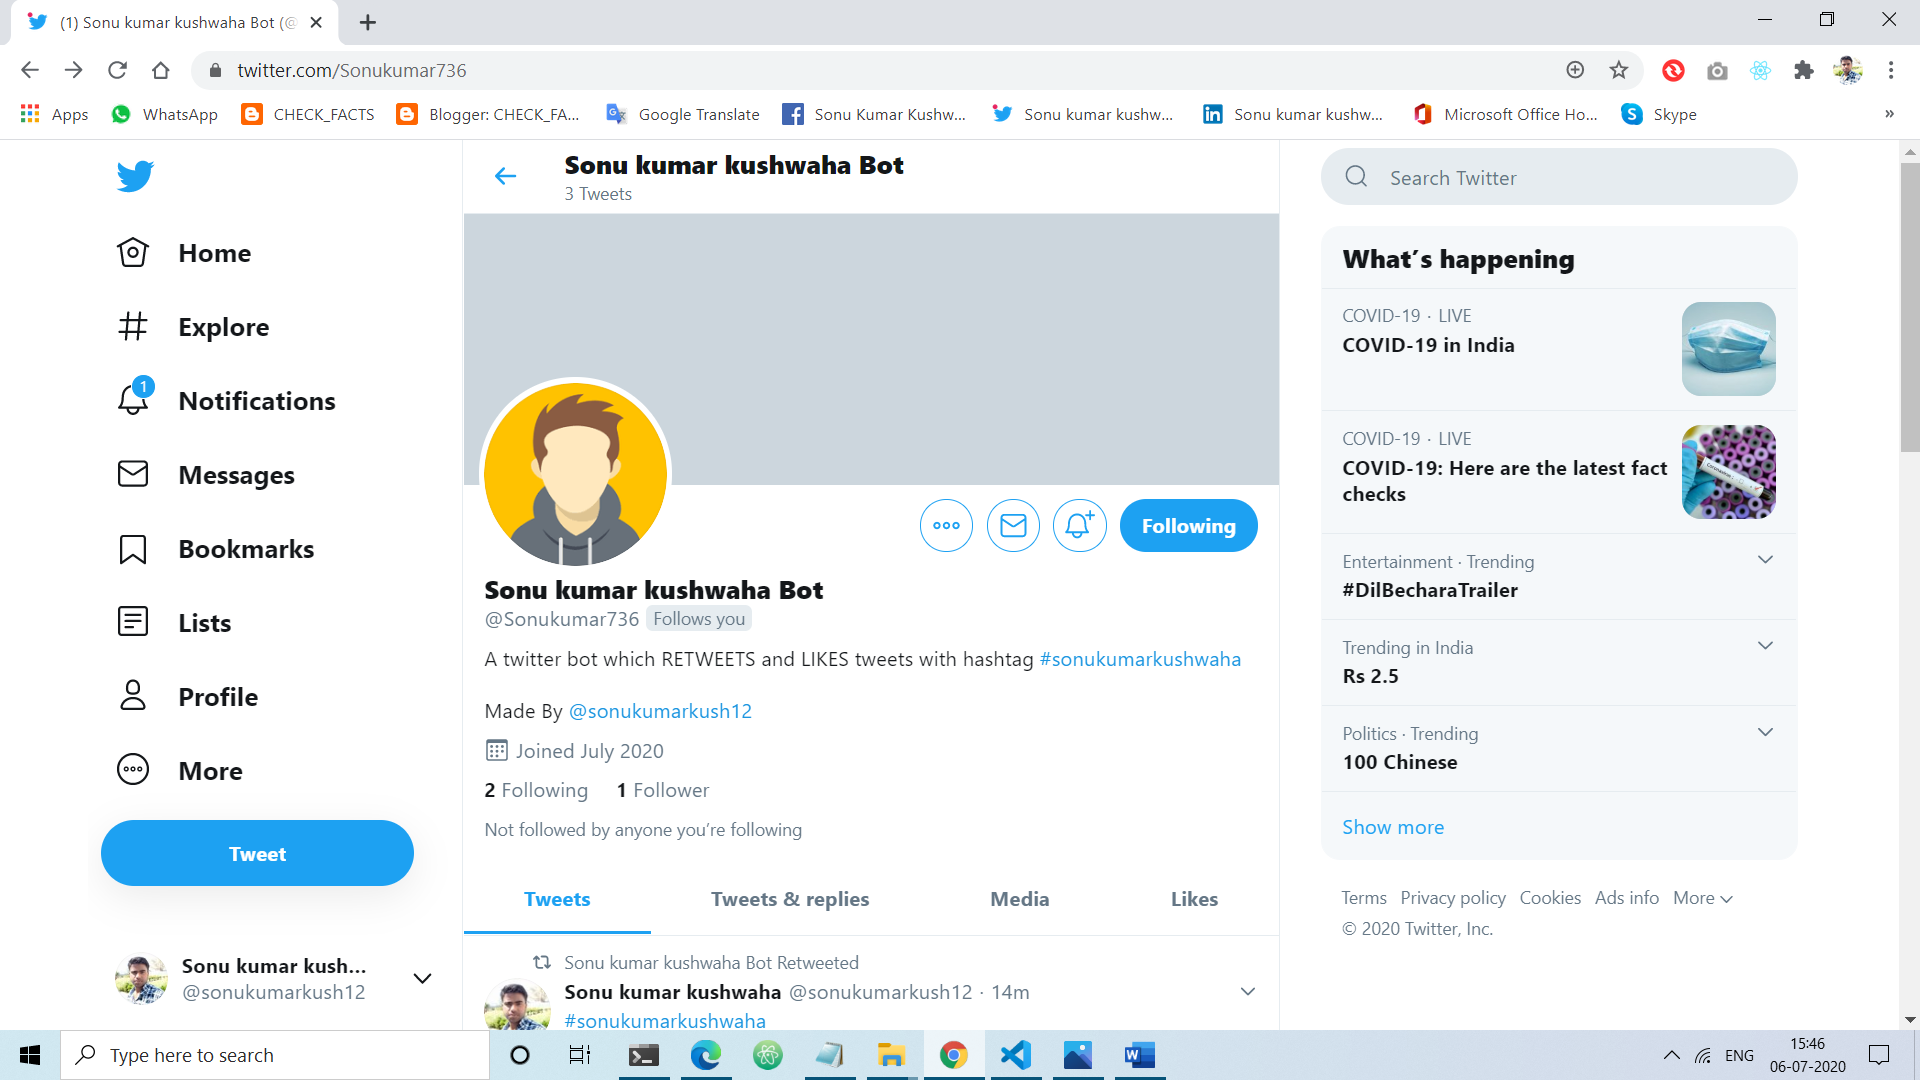 (1) Sonu kumar kushwaha Bot (@
twitter.com/Sonukumar736
Apps
WhatsApp
CHECK_FACTS
Blogger: CHECK_FA...
Google Translate
Sonu Kumar Kushw...
Sonu kumar kushw...
Sonu kumar kushw...
Microsoft Office Ho...
Skype
»
Home
Explore
1
Notifications
Messages
Bookmarks
Lists
Profile
More
Tweet
Sonu kumar kush...
@sonukumarkush12
Sonu kumar kushwaha Bot
3 Tweets
Following
Sonu kumar kushwaha Bot
@Sonukumar736 Follows you
A twitter bot which RETWEETS and LIKES tweets with hashtag #sonukumarkushwaha
Made By @sonukumarkush12
Joined July 2020
2 Following 1 Follower
Not followed by anyone you’re following
Tweets Tweets & replies Media Likes
Sonu kumar kushwaha Bot Retweeted
Sonu kumar kushwaha @sonukumarkush12 · 14m
#sonukumarkushwaha
Search Twitter
What’s happening
COVID-19 · LIVE
COVID-19 in India
COVID-19 · LIVE
COVID-19: Here are the latest fact
checks
Entertainment · Trending
#DilBecharaTrailer
Trending in India
Rs 2.5
Politics · Trending
100 Chinese
Show more
Terms Privacy policy Cookies Ads info More
© 2020 Twitter, Inc.
Type here to search
ENG
15:46
06-07-2020